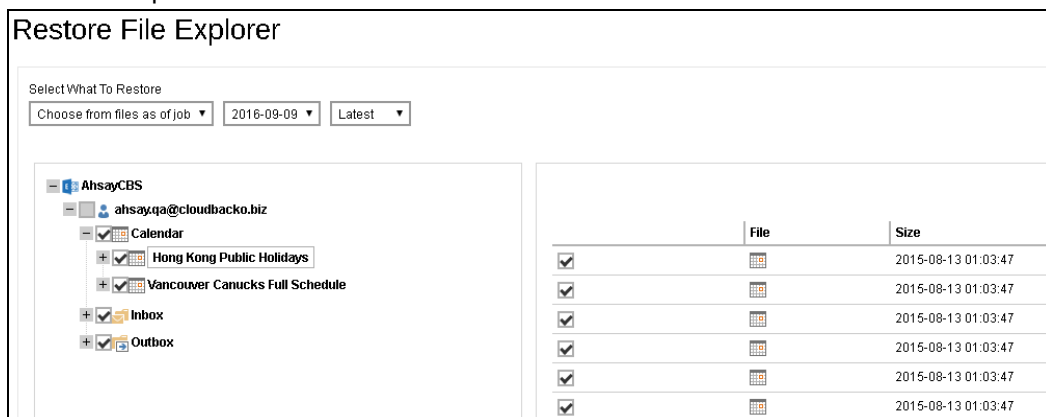 Restore File Explorer
Select What To Restore
Choose from files as of job 2016-09-09 Latest
AhsayCBS
ahsay.qa@cloudbacko.biz
Calendar
Hong Kong Public Holidays
Vancouver Canucks Full Schedule
Inbox
Outbox
File Size
2015-08-13 01:03:47
2015-08-13 01:03:47
2015-08-13 01:03:47
2015-08-13 01:03:47
2015-08-13 01:03:47
2015-08-13 01:03:47